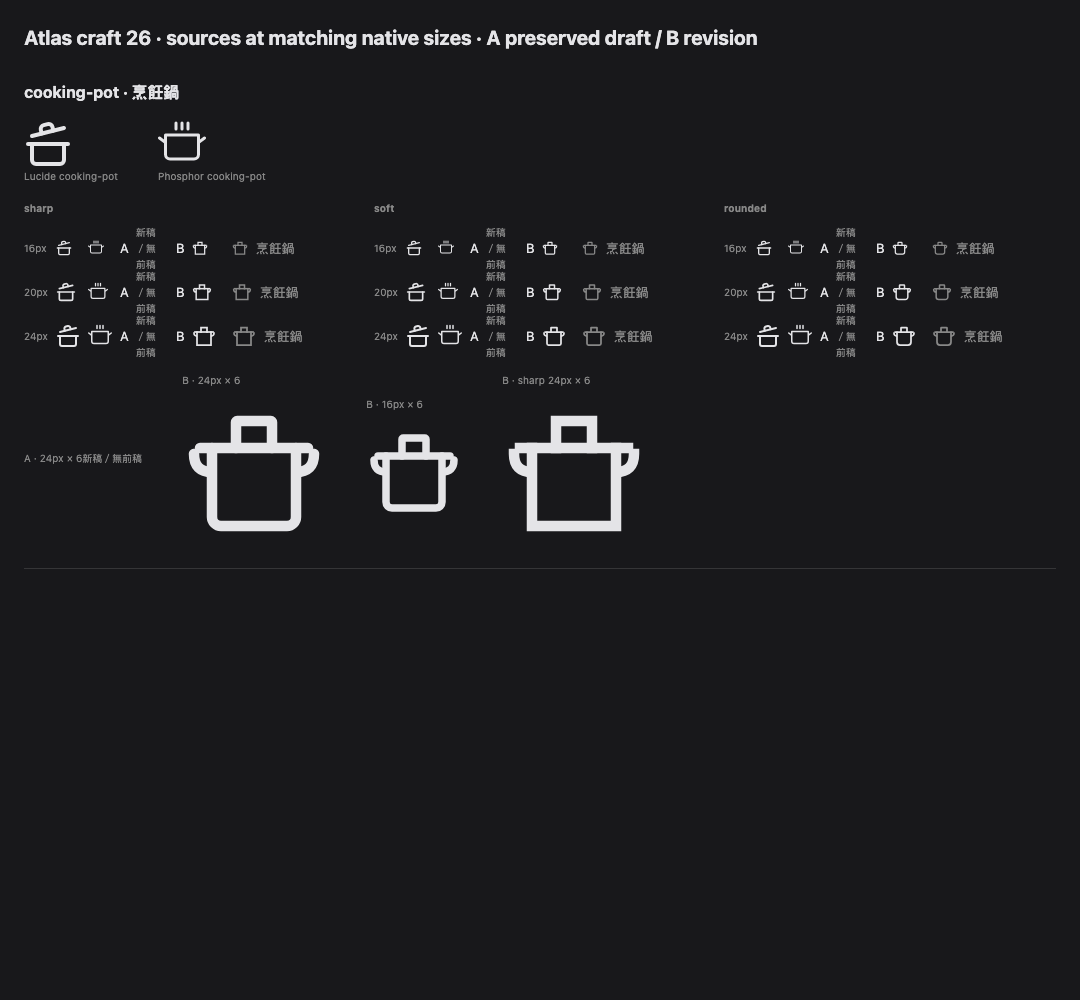 Atlas craft 26 · sources at matching native sizes · A preserved draft / B revision
cooking-pot · 烹飪鍋
Lucide cooking-pot
Phosphor cooking-pot
sharp
16px A 新稿 / 無前稿 B 烹飪鍋
20px A 新稿 / 無前稿 B 烹飪鍋
24px A 新稿 / 無前稿 B 烹飪鍋
soft
16px A 新稿 / 無前稿 B 烹飪鍋
20px A 新稿 / 無前稿 B 烹飪鍋
24px A 新稿 / 無前稿 B 烹飪鍋
rounded
16px A 新稿 / 無前稿 B 烹飪鍋
20px A 新稿 / 無前稿 B 烹飪鍋
24px A 新稿 / 無前稿 B 烹飪鍋
A · 24px × 6新稿 / 無前稿
B · 24px × 6
B · 16px × 6
B · sharp 24px × 6